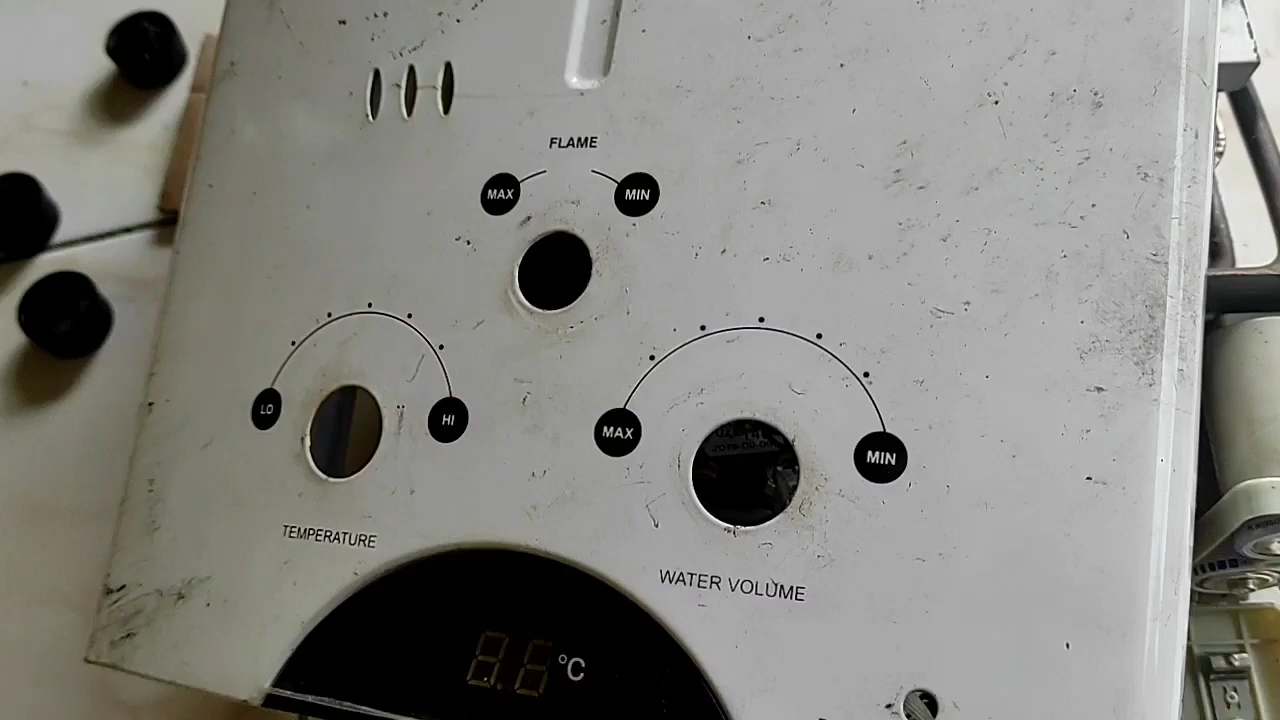 FLAME
MAX MIN
LO HI
MAX MIN
TEMPERATURE
WATER VOLUME
°C